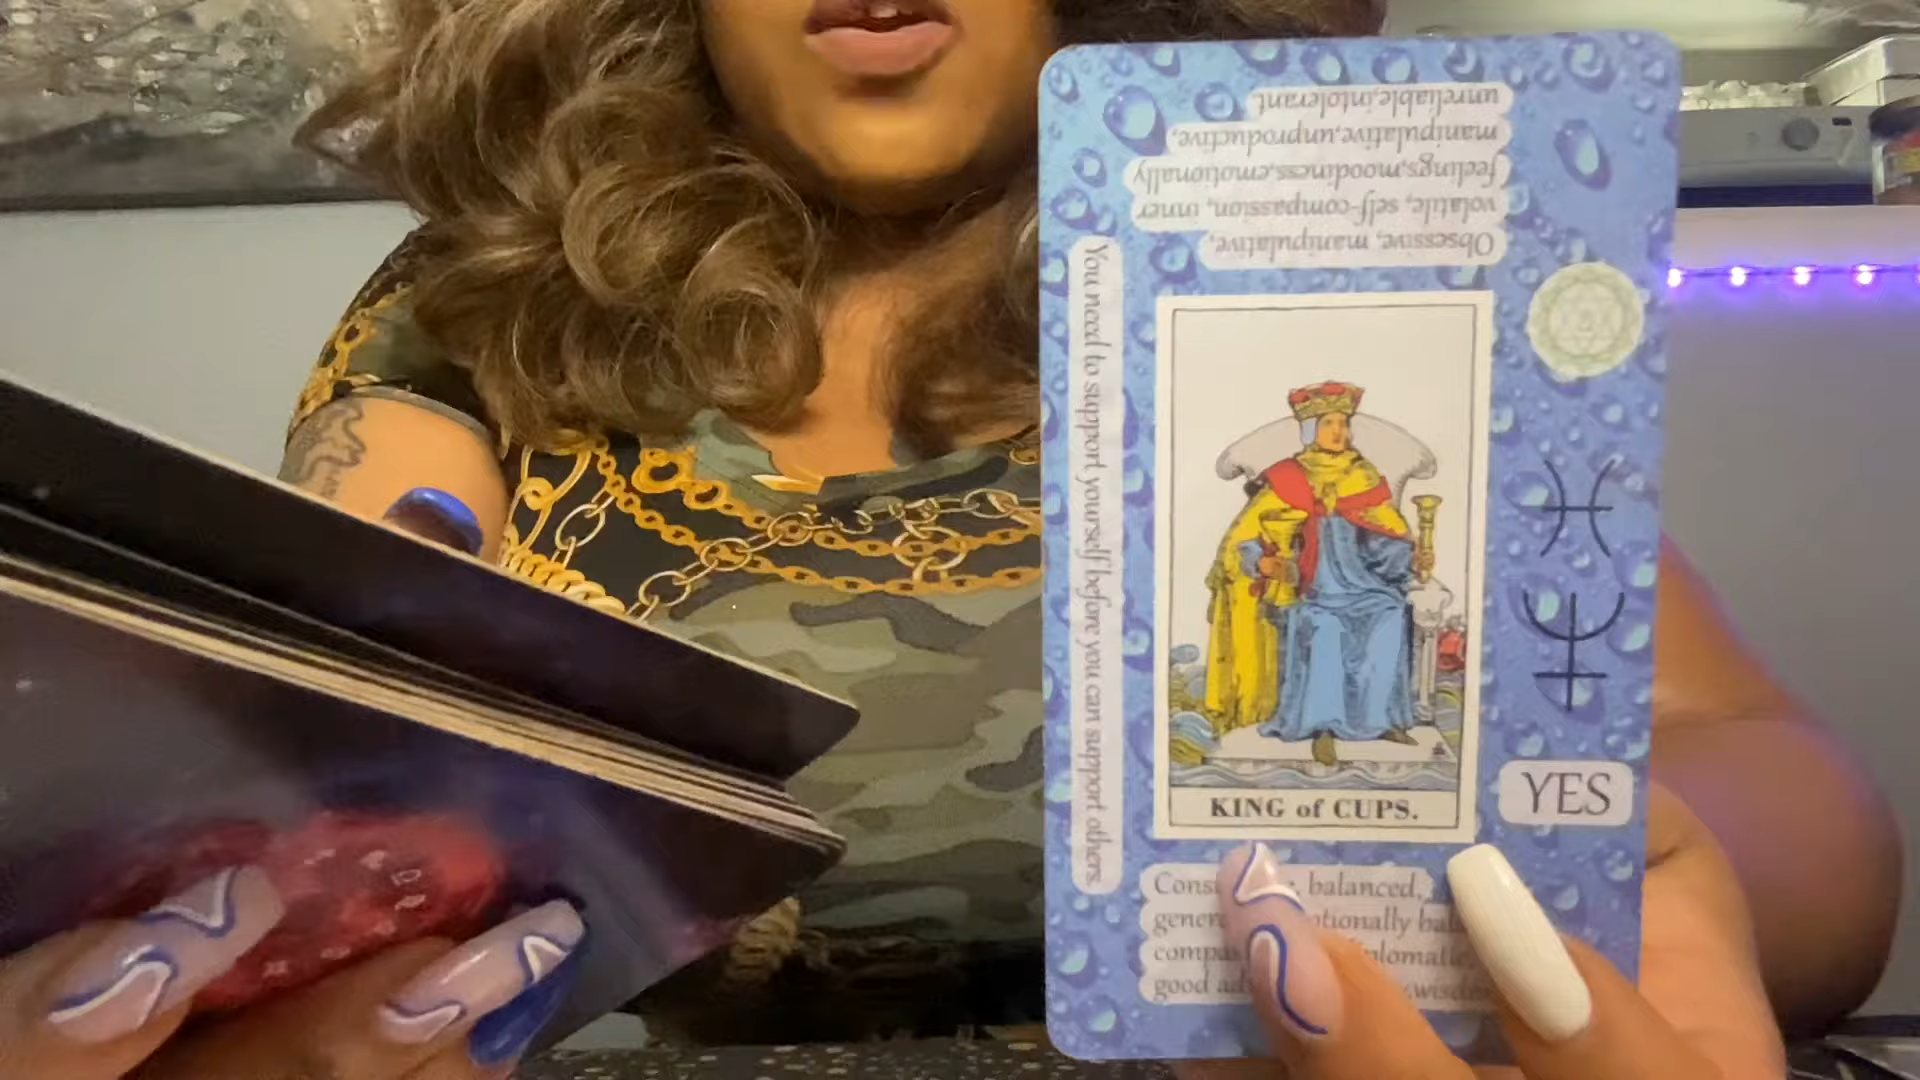 Obsessive, manipulative,
volatile, self-compassion, inner
feelings,moodiness,emotionally
manipulative,unproductive,
unreliable,intolerant
You need to support yourself before you can support others.
KING of CUPS.
YES
balanced,
good